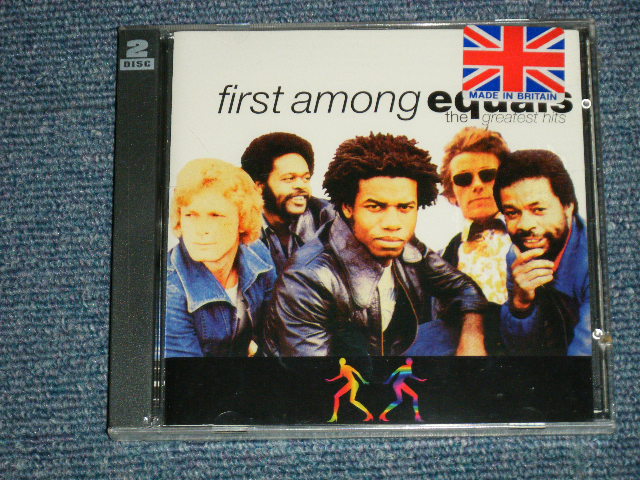 2
DISC
first among equals
MADE IN BRITAIN
the greatest hits